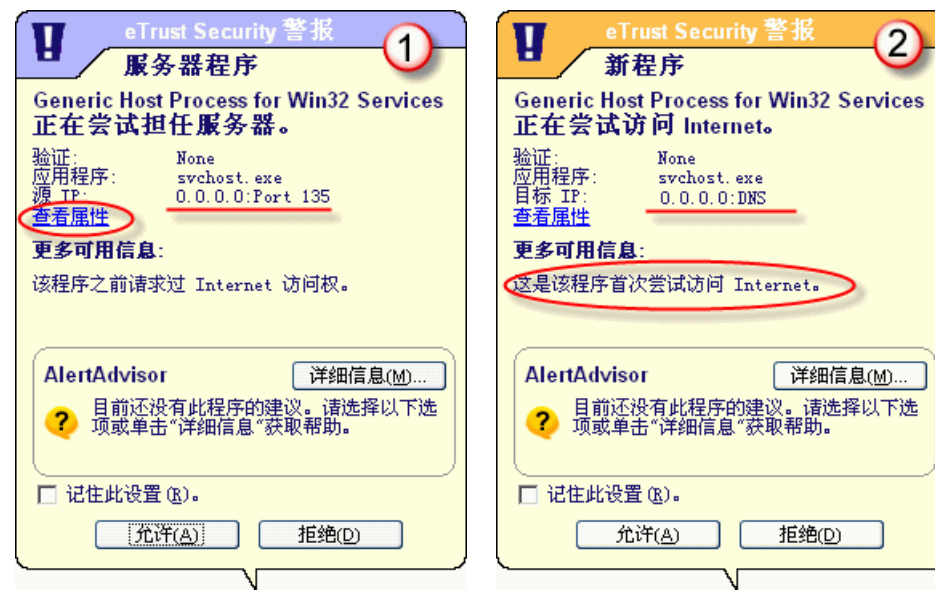 eTrust Security 警报
1
服务器程序
Generic Host Process for Win32 Services
正在尝试担任服务器。
验证: None
应用程序: svchost.exe
源 IP: 0.0.0.0:Port 135
查看属性
更多可用信息:
该程序之前请求过 Internet 访问权。
AlertAdvisor
详细信息(M)...
目前还没有此程序的建议。请选择以下选
项或单击“详细信息”获取帮助。
记住此设置(R)。
允许(A)
拒绝(D)
eTrust Security 警报
2
新程序
Generic Host Process for Win32 Services
正在尝试访问 Internet。
验证: None
应用程序: svchost.exe
目标 IP: 0.0.0.0:DNS
查看属性
更多可用信息:
这是该程序首次尝试访问 Internet。
AlertAdvisor
详细信息(M)...
目前还没有此程序的建议。请选择以下选
项或单击“详细信息”获取帮助。
记住此设置(R)。
允许(A)
拒绝(D)